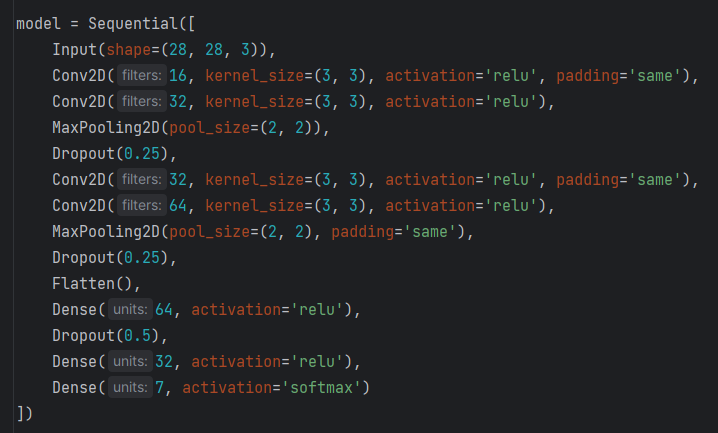 model = Sequential([
    Input(shape=(28, 28, 3)),
    Conv2D( filters: 16, kernel_size=(3, 3), activation='relu', padding='same'),
    Conv2D( filters: 32, kernel_size=(3, 3), activation='relu'),
    MaxPooling2D(pool_size=(2, 2)),
    Dropout(0.25),
    Conv2D( filters: 32, kernel_size=(3, 3), activation='relu', padding='same'),
    Conv2D( filters: 64, kernel_size=(3, 3), activation='relu'),
    MaxPooling2D(pool_size=(2, 2), padding='same'),
    Dropout(0.25),
    Flatten(),
    Dense( units: 64, activation='relu'),
    Dropout(0.5),
    Dense( units: 32, activation='relu'),
    Dense( units: 7, activation='softmax')
])